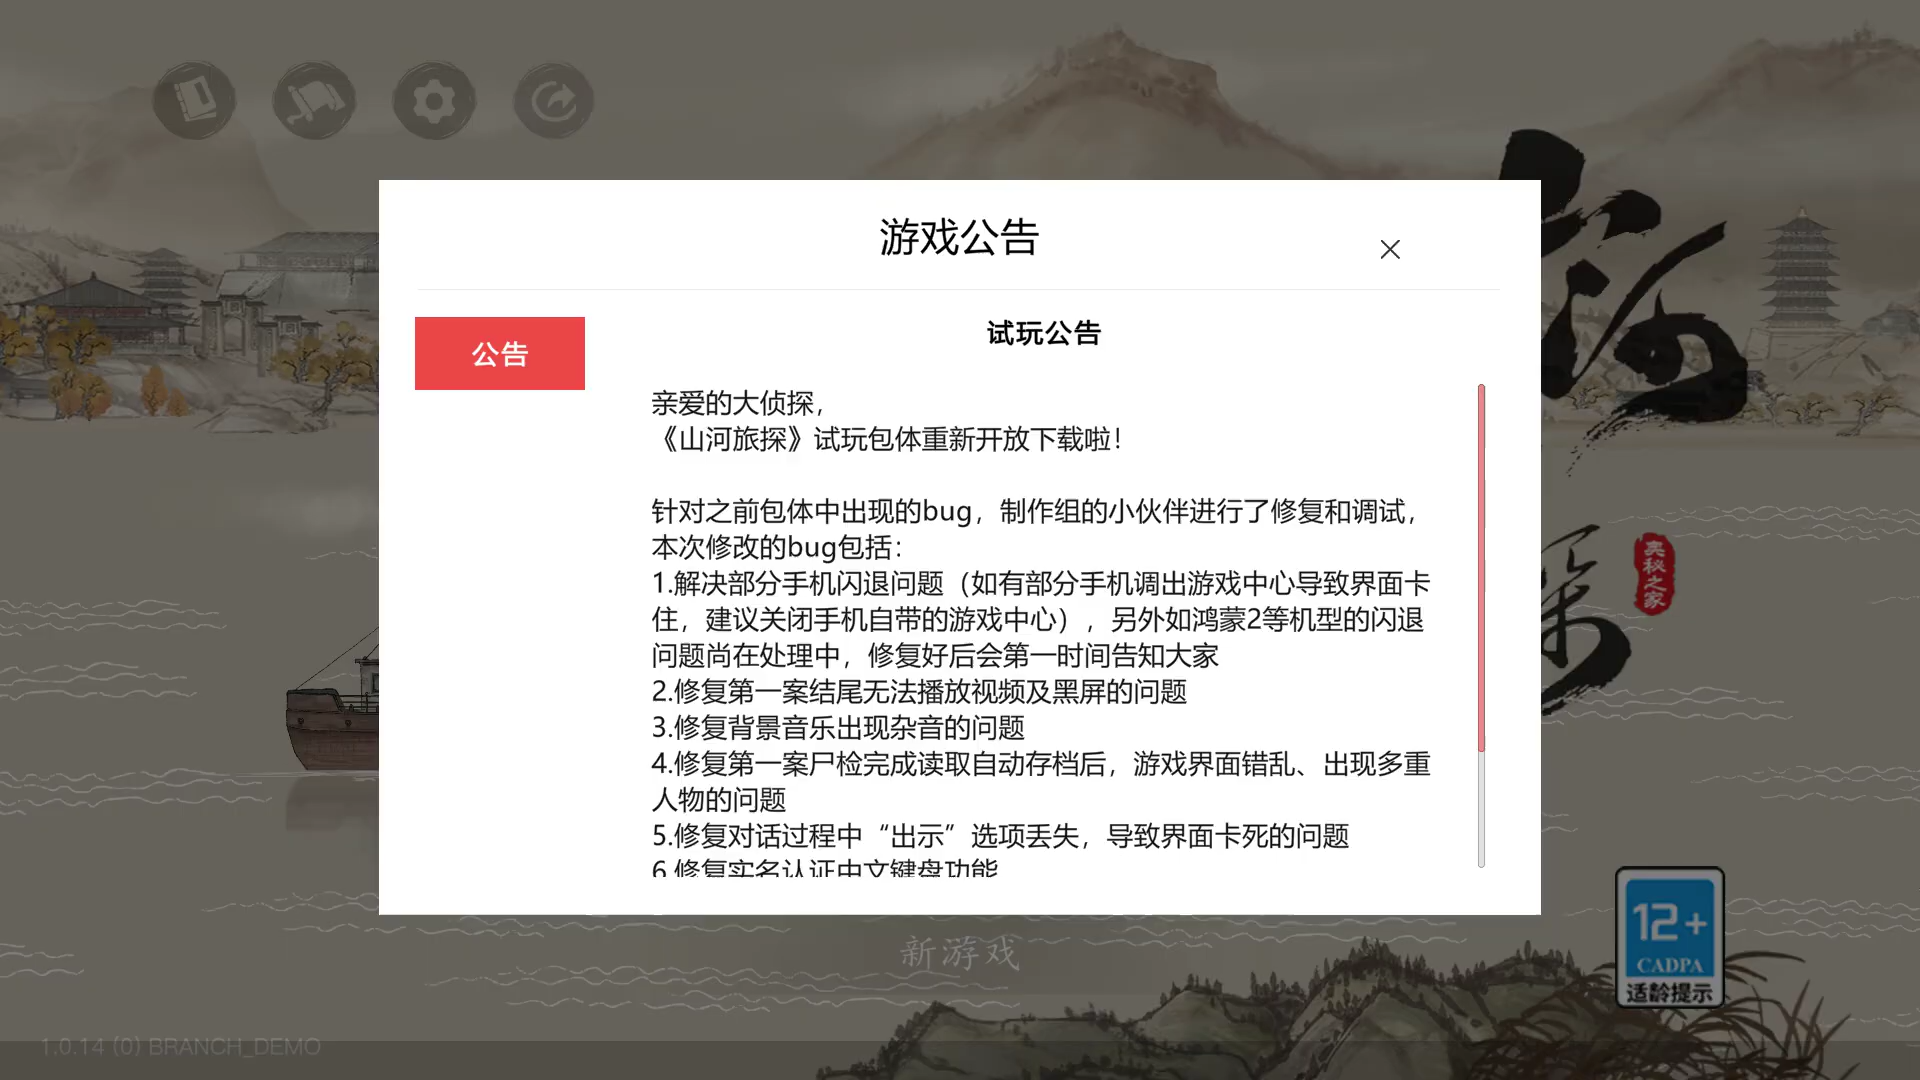 游戏公告
公告
试玩公告
亲爱的大侦探，
《山河旅探》试玩包体重新开放下载啦！
针对之前包体中出现的bug，制作组的小伙伴进行了修复和调试，
本次修改的bug包括：
1.解决部分手机闪退问题（如有部分手机调出游戏中心导致界面卡
住，建议关闭手机自带的游戏中心），另外如鸿蒙2等机型的闪退
问题尚在处理中，修复好后会第一时间告知大家
2.修复第一案结尾无法播放视频及黑屏的问题
3.修复背景音乐出现杂音的问题
4.修复第一案尸检完成读取自动存档后，游戏界面错乱、出现多重
人物的问题
5.修复对话过程中“出示”选项丢失，导致界面卡死的问题
6.修复实名认证中文键盘功能
河
探
奥秘之家
新游戏
12+
CADPA
适龄提示
1.0.14 (0) BRANCH_DEMO